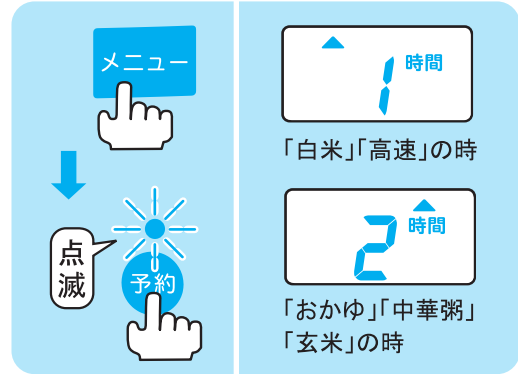 メニュー
点滅
予約
1 時間
「白米」「高速」の時
2 時間
「おかゆ」「中華粥」
「玄米」の時